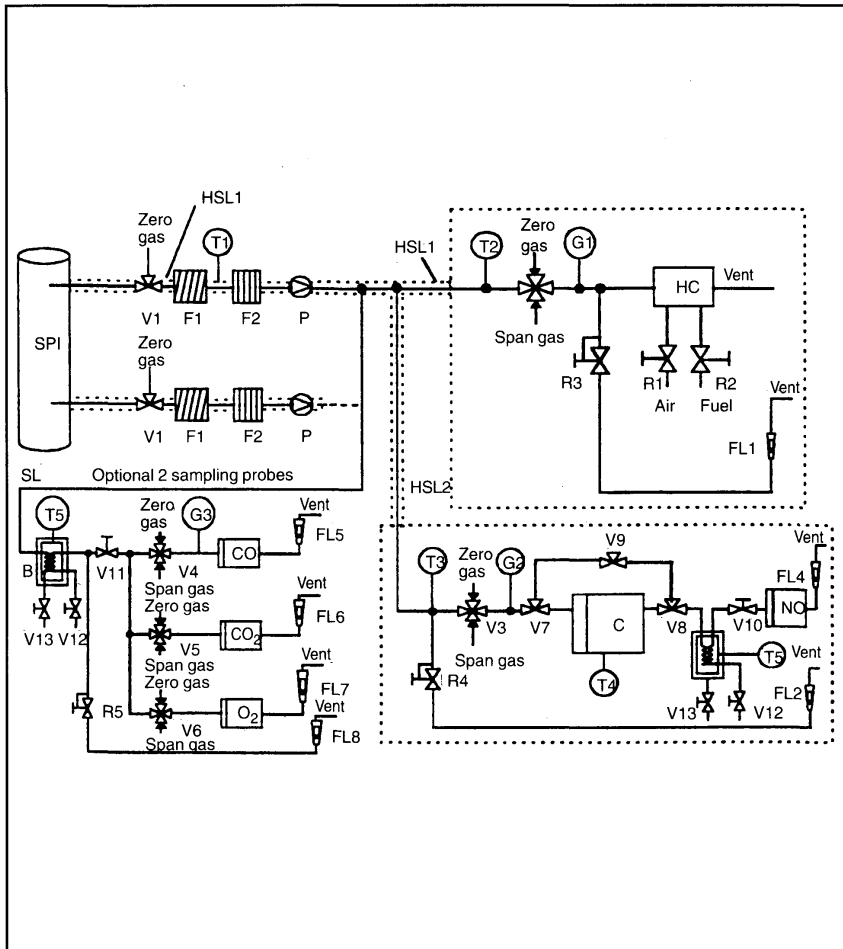 HSL1
Zero gas
T1
SPI
V1 F1 F2 P
Zero gas
V1 F1 F2 P
Optional 2 sampling probes
HSL1
T2
Zero gas
G1
HC
Vent
Span gas
R3
R1
R2
Air
Fuel
Vent
FL1
HSL2
SL
T5
B
V13 V12
V11
Zero gas
G3
V4
CO
Vent
FL5
Span gas
Zero gas
V5
CO2
Vent
FL6
Span gas
Zero gas
V6
O2
Vent
FL7
Span gas
R5
Vent
FL8
T3
Zero gas
G2
V9
V3
V7
C
V8
V10
NO
Vent
FL4
Span gas
R4
T4
T5
V13
V12
Vent
FL2